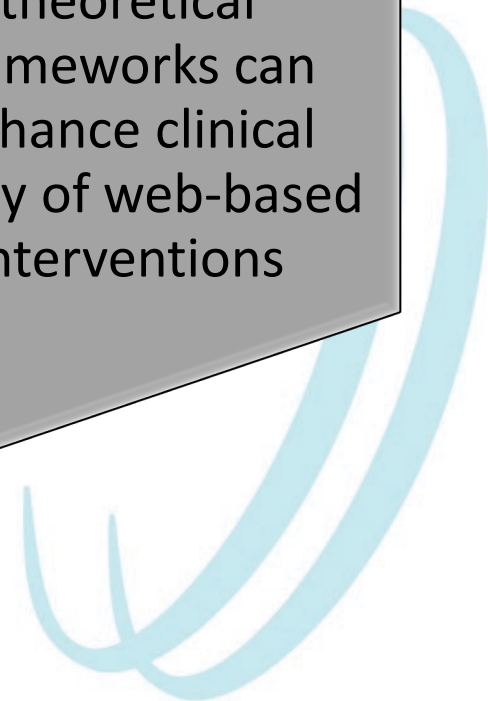 theoretical
meworks can
hance clinical
y of web-based
nterventions